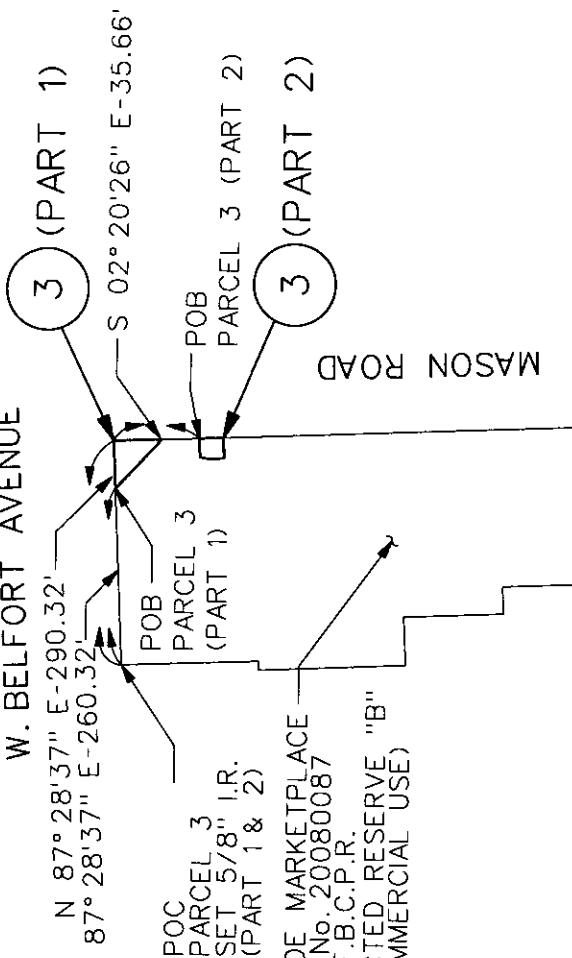 W. BELFORT AVENUE
3 (PART 1)
S 02°20'26" E-35.66'
N 87°28'37" E-290.32'
87°28'37" E-260.32'
POB
PARCEL 3 (PART 2)
3 (PART 2)
POB
PARCEL 3
(PART 1)
MASON ROAD
POC
PARCEL 3
SET 5/8" I.R.
(PART 1 & 2)
DE MARKETPLACE
No. 20080087
.B.C.P.R.
TED RESERVE "B"
MMERCIAL USE)